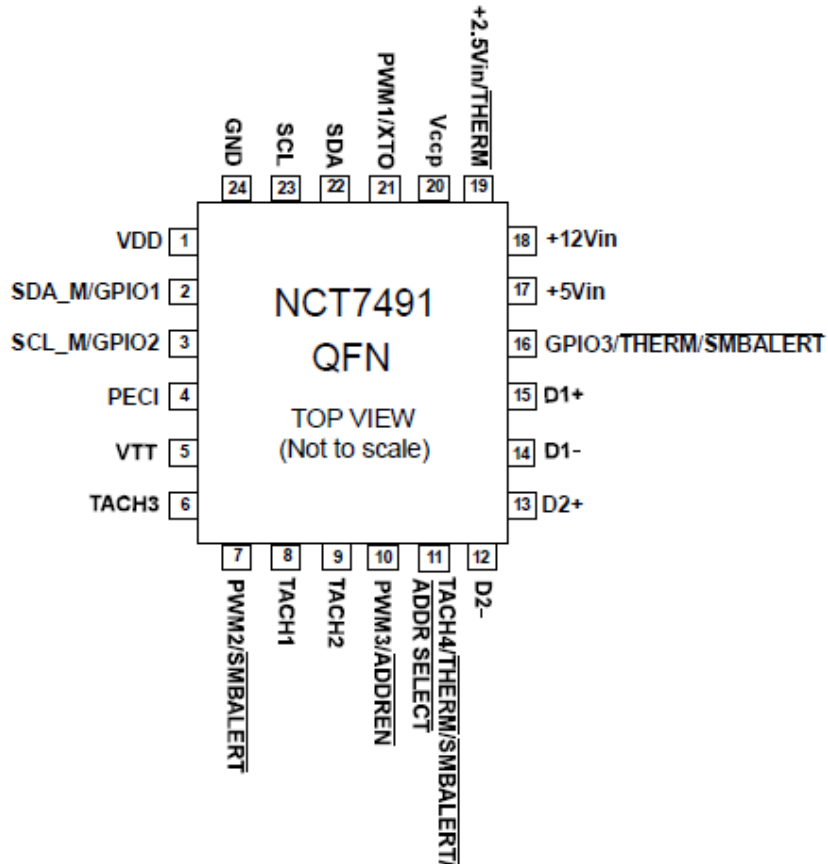 +2.5Vin/THERM
PWM1/XTO
Vccp
GND
SCL
SDA
24
23
22
21
20
19
VDD 1
18 +12Vin
SDA_M/GPIO1 2
17 +5Vin
SCL_M/GPIO2 3
16 GPIO3/THERM/SMBALERT
PECI 4
15 D1+
VTT 5
14 D1-
TACH3 6
13 D2+
NCT7491
QFN
TOP VIEW
(Not to scale)
7
8
9
10
11
12
PWM2/SMBALERT
TACH1
TACH2
PWM3/ADDREN
TACH4/THERM/SMBALERT/
ADDR SELECT
D2-